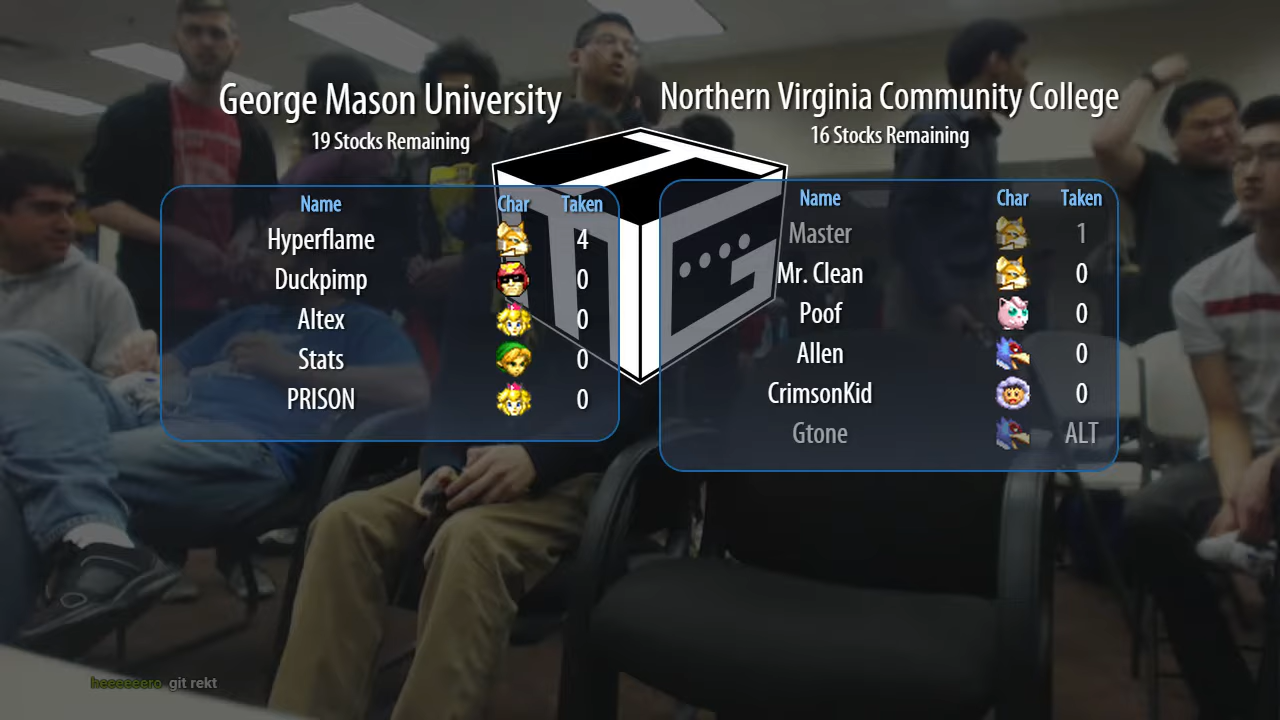 George Mason University
19 Stocks Remaining
Name Char Taken
Hyperflame 4
Duckpimp 0
Altex 0
Stats 0
PRISON 0
Northern Virginia Community College
16 Stocks Remaining
Name Char Taken
Master 1
Mr. Clean 0
Poof 0
Allen 0
CrimsonKid 0
Gtone ALT
heeeeeero git rekt